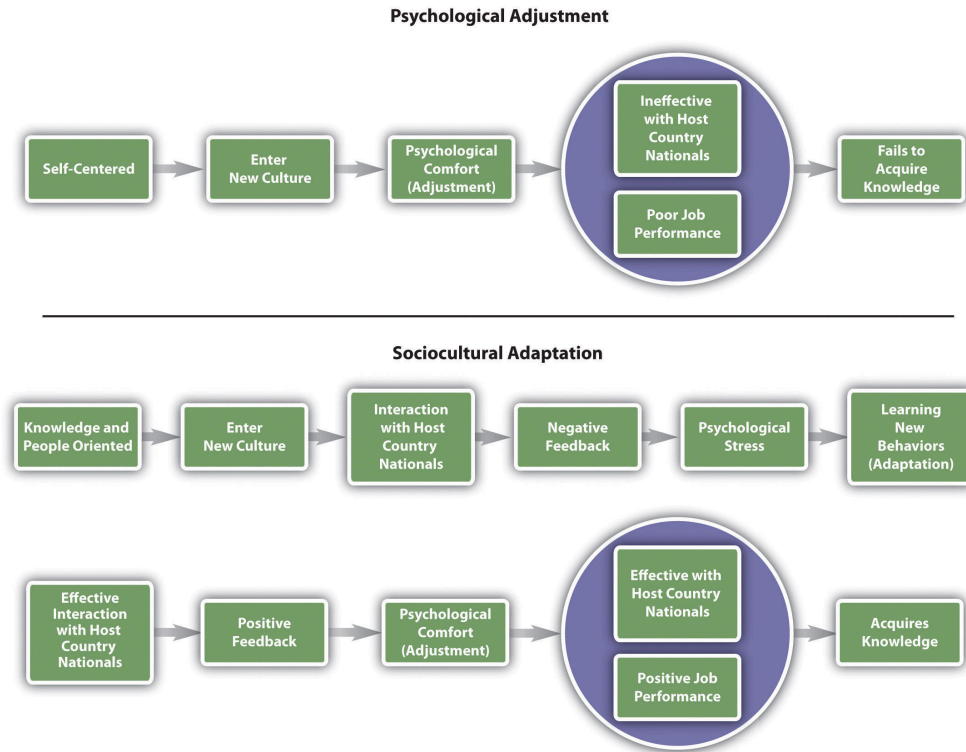 Psychological Adjustment
Self-Centered
Enter
New Culture
Psychological
Comfort
(Adjustment)
Ineffective
with Host
Country
Nationals
Poor Job
Performance
Fails to
Acquire
Knowledge
Sociocultural Adaptation
Knowledge and
People Oriented
Enter
New Culture
Interaction
with Host
Country
Nationals
Negative
Feedback
Psychological
Stress
Learning
New
Behaviors
(Adaptation)
Effective
Interaction
with Host
Country
Nationals
Positive
Feedback
Psychological
Comfort
(Adjustment)
Effective with
Host Country
Nationals
Positive Job
Performance
Acquires
Knowledge